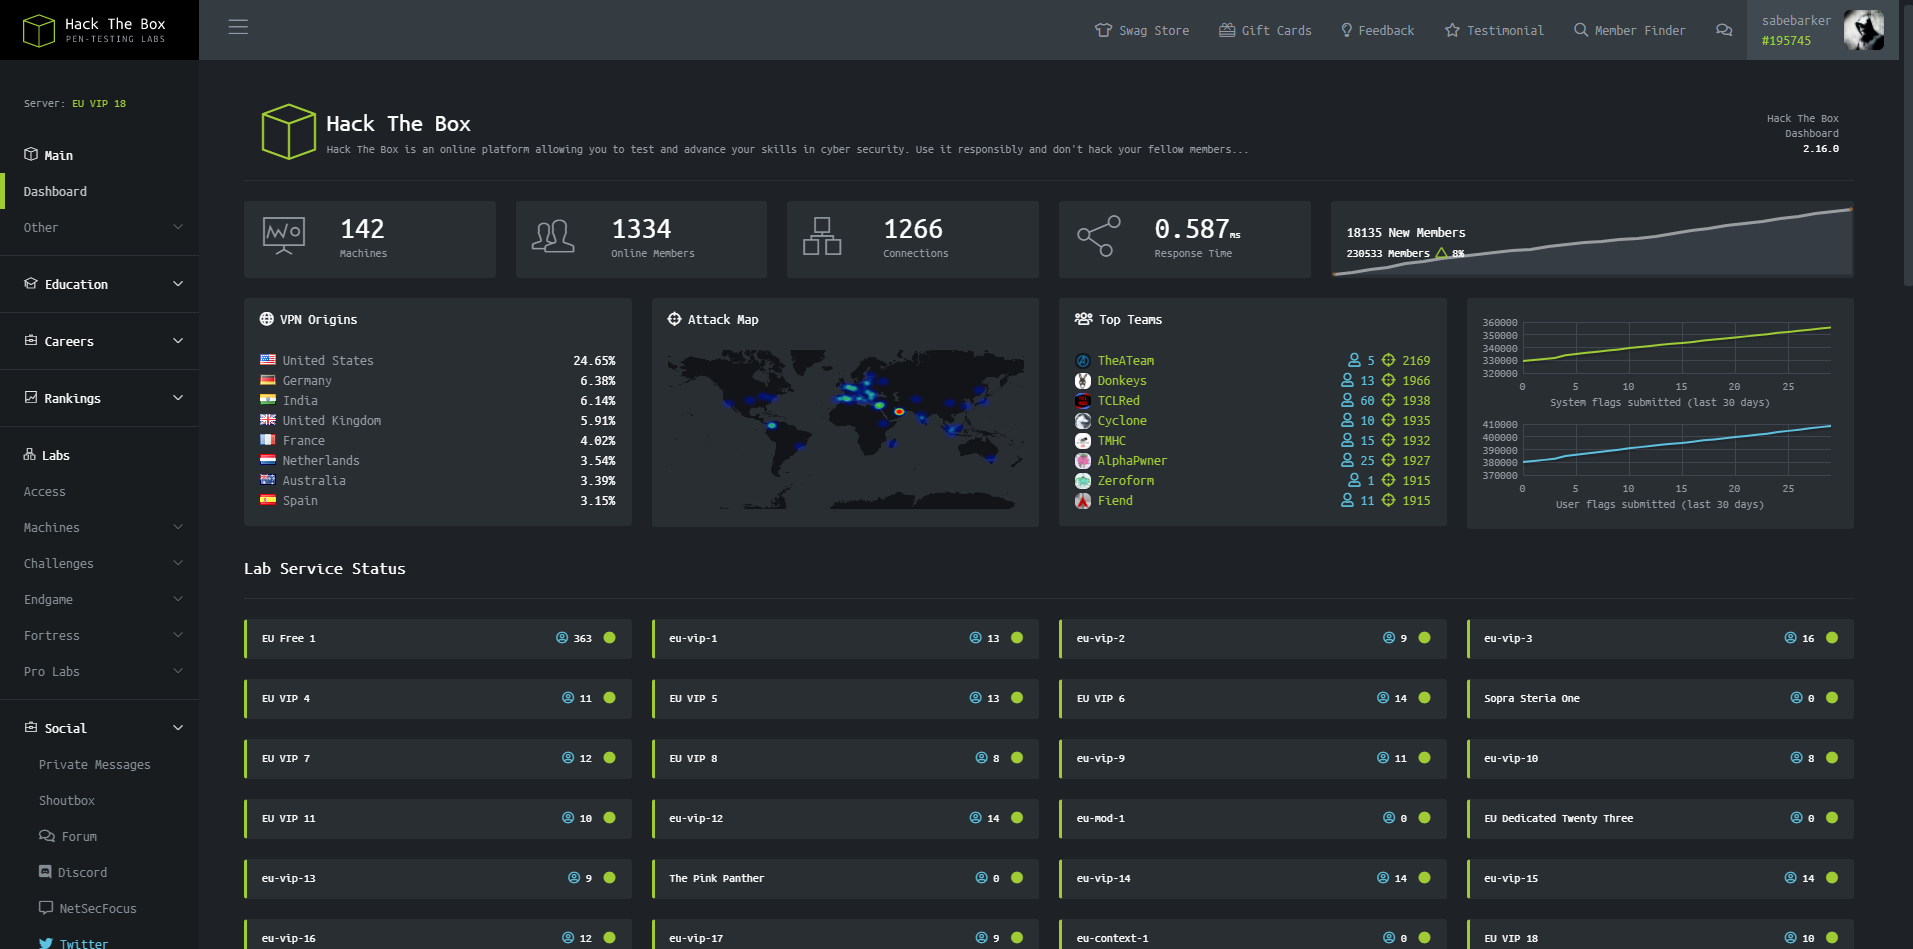 Hack The Box
PEN-TESTING LABS
Swag Store
Gift Cards
Feedback
Testimonial
Member Finder
sabebarker
#195745
Server: EU VIP 18
Main
Dashboard
Other
Education
Careers
Rankings
Labs
Access
Machines
Challenges
Endgame
Fortress
Pro Labs
Social
Private Messages
Shoutbox
Forum
Discord
NetSecFocus
Twitter
Hack The Box
Hack The Box is an online platform allowing you to test and advance your skills in cyber security. Use it responsibly and don't hack your fellow members...
Hack The Box
Dashboard
2.16.0
142
Machines
1334
Online Members
1266
Connections
0.587ms
Response Time
18135 New Members
230533 Members 8%
VPN Origins
United States 24.65%
Germany 6.38%
India 6.14%
United Kingdom 5.91%
France 4.02%
Netherlands 3.54%
Australia 3.39%
Spain 3.15%
Attack Map
Top Teams
TheATeam 5 2169
Donkeys 13 1966
TCLRed 60 1938
Cyclone 10 1935
TMHC 15 1932
AlphaPwner 25 1927
Zeroform 1 1915
Fiend 11 1915
360000
350000
340000
330000
320000
0 5 10 15 20 25
System flags submitted (last 30 days)
410000
400000
390000
380000
370000
0 5 10 15 20 25
User flags submitted (last 30 days)
Lab Service Status
EU Free 1 363
eu-vip-1 13
eu-vip-2 9
eu-vip-3 16
EU VIP 4 11
EU VIP 5 13
EU VIP 6 14
Sopra Steria One 0
EU VIP 7 12
EU VIP 8 8
eu-vip-9 11
eu-vip-10 8
EU VIP 11 10
eu-vip-12 14
eu-mod-1 0
EU Dedicated Twenty Three 0
eu-vip-13 9
The Pink Panther 0
eu-vip-14 14
eu-vip-15 14
eu-vip-16 12
eu-vip-17 9
eu-context-1 0
EU VIP 18 10